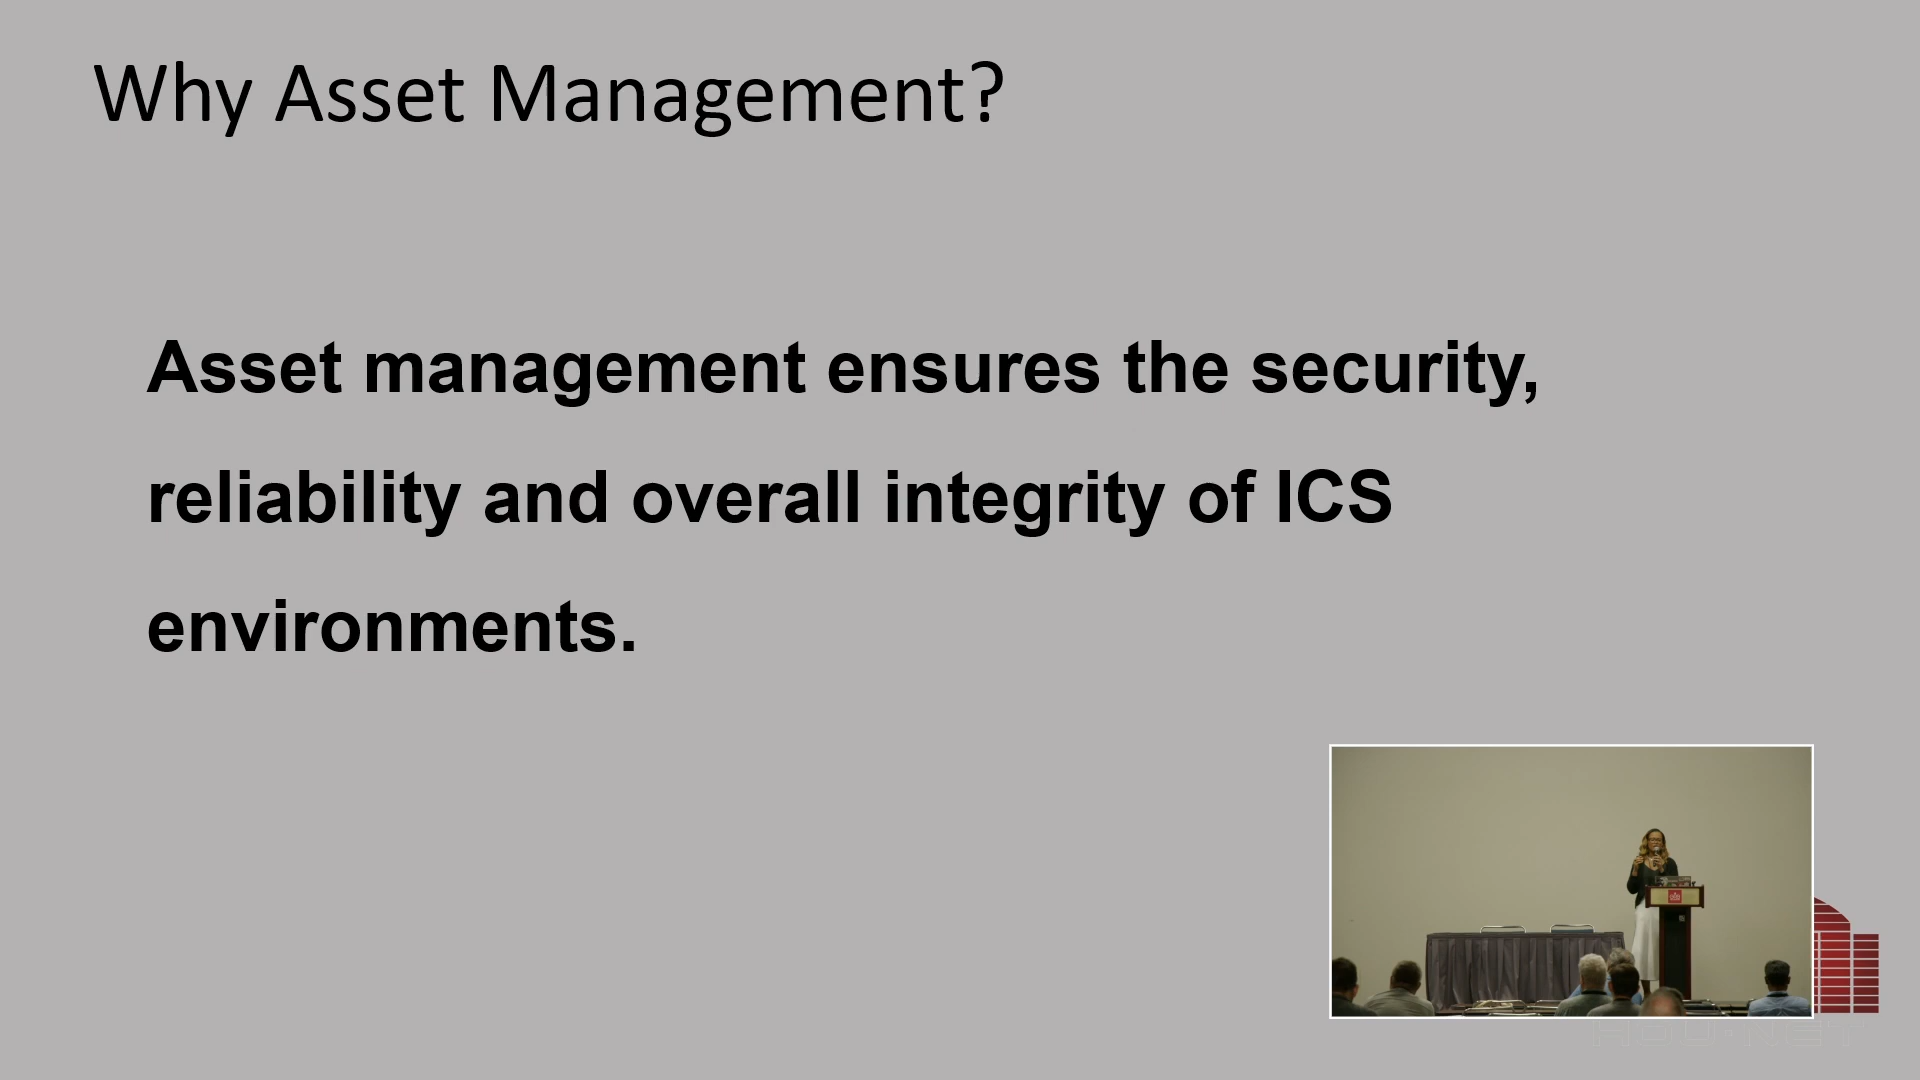 Why Asset Management?
Asset management ensures the security,
reliability and overall integrity of ICS
environments.